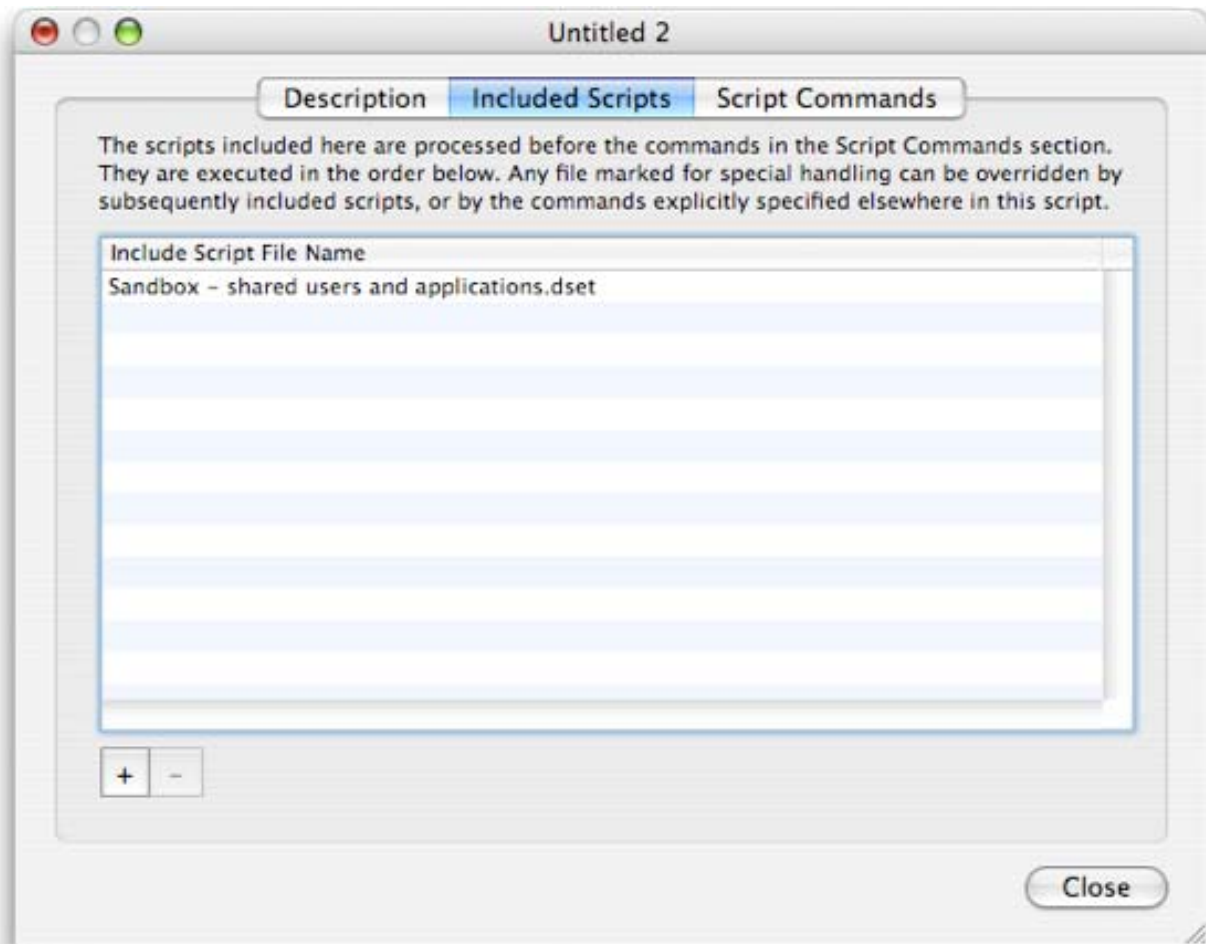 Untitled 2
Description Included Scripts Script Commands
The scripts included here are processed before the commands in the Script Commands section.
They are executed in the order below. Any file marked for special handling can be overridden by
subsequently included scripts, or by the commands explicitly specified elsewhere in this script.
Include Script File Name
Sandbox – shared users and applications.dset
+ −
Close